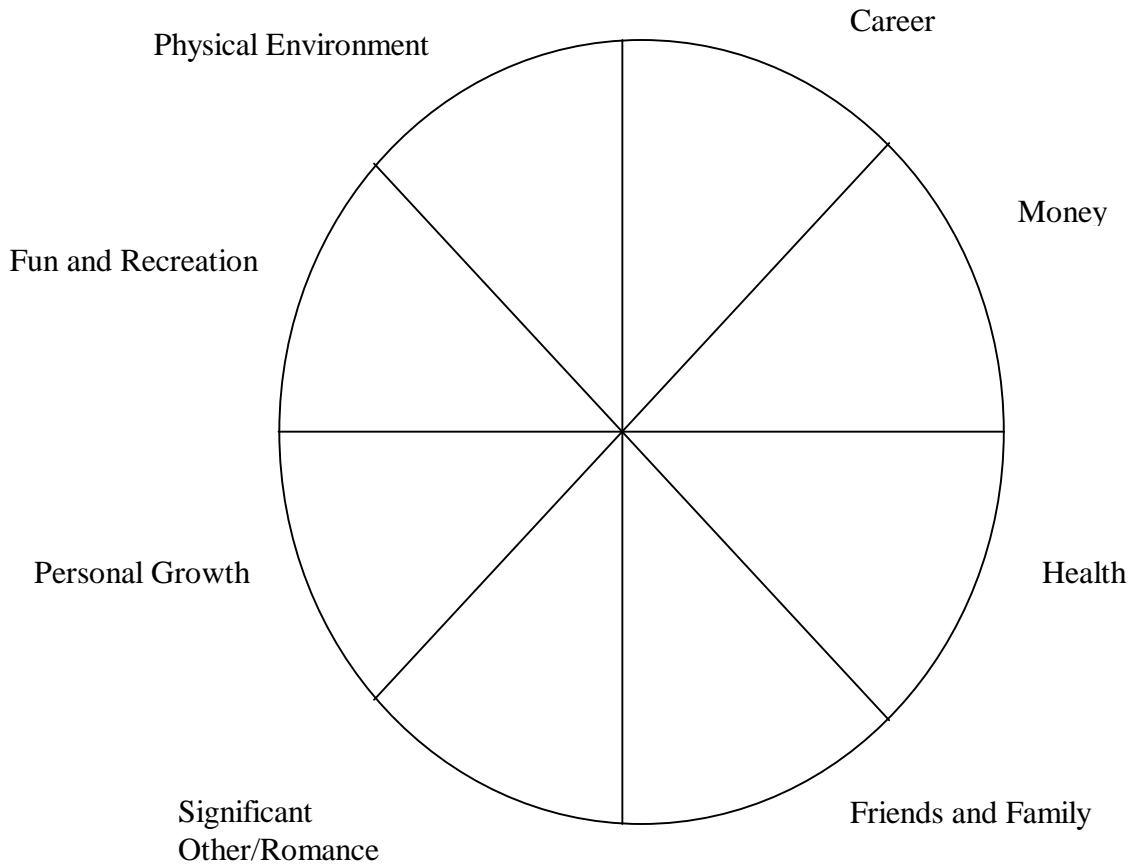 Career
Physical Environment
Money
Fun and Recreation
Personal Growth
Health
Significant
Other/Romance
Friends and Family